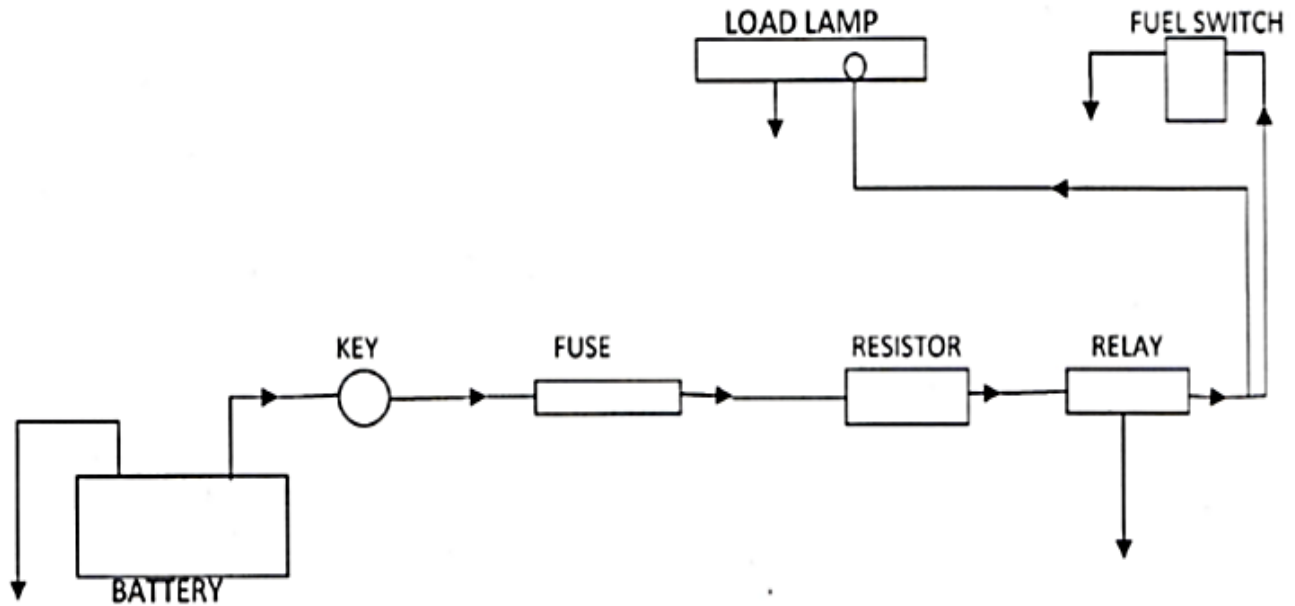 LOAD LAMP
FUEL SWITCH
KEY
FUSE
RESISTOR
RELAY
BATTERY